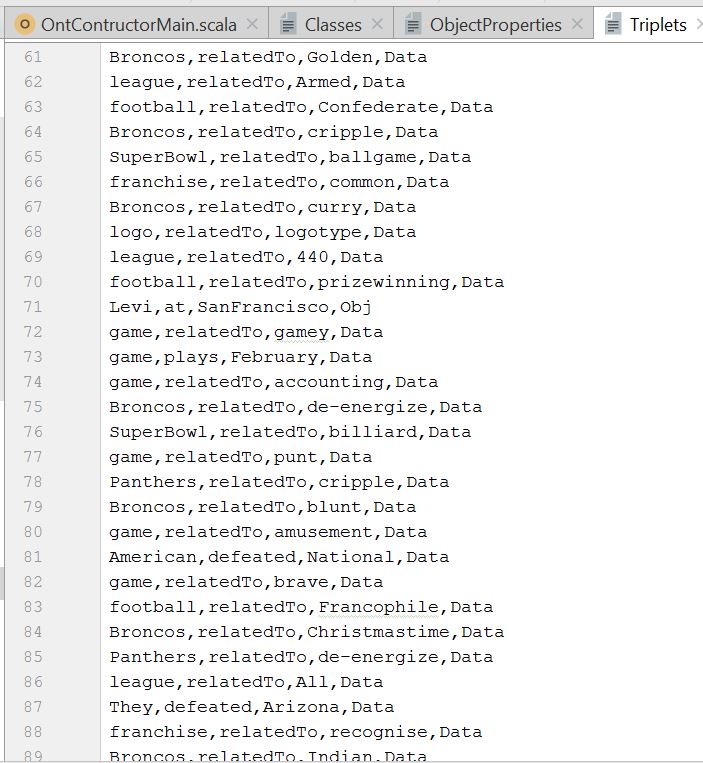 OntContructorMain.scala Classes ObjectProperties Triplets
61 Broncos,relatedTo,Golden,Data
62 league,relatedTo,Armed,Data
63 football,relatedTo,Confederate,Data
64 Broncos,relatedTo,cripple,Data
65 SuperBowl,relatedTo,ballgame,Data
66 franchise,relatedTo,common,Data
67 Broncos,relatedTo,curry,Data
68 logo,relatedTo,logotype,Data
69 league,relatedTo,440,Data
70 football,relatedTo,prizewinning,Data
71 Levi,at,SanFrancisco,Obj
72 game,relatedTo,gamey,Data
73 game,plays,February,Data
74 game,relatedTo,accounting,Data
75 Broncos,relatedTo,de-energize,Data
76 SuperBowl,relatedTo,billiard,Data
77 game,relatedTo,punt,Data
78 Panthers,relatedTo,cripple,Data
79 Broncos,relatedTo,blunt,Data
80 game,relatedTo,amusement,Data
81 American,defeated,National,Data
82 game,relatedTo,brave,Data
83 football,relatedTo,Francophile,Data
84 Broncos,relatedTo,Christmastime,Data
85 Panthers,relatedTo,de-energize,Data
86 league,relatedTo,All,Data
87 They,defeated,Arizona,Data
88 franchise,relatedTo,recognise,Data
89 Broncos,relatedTo,Indian,Data